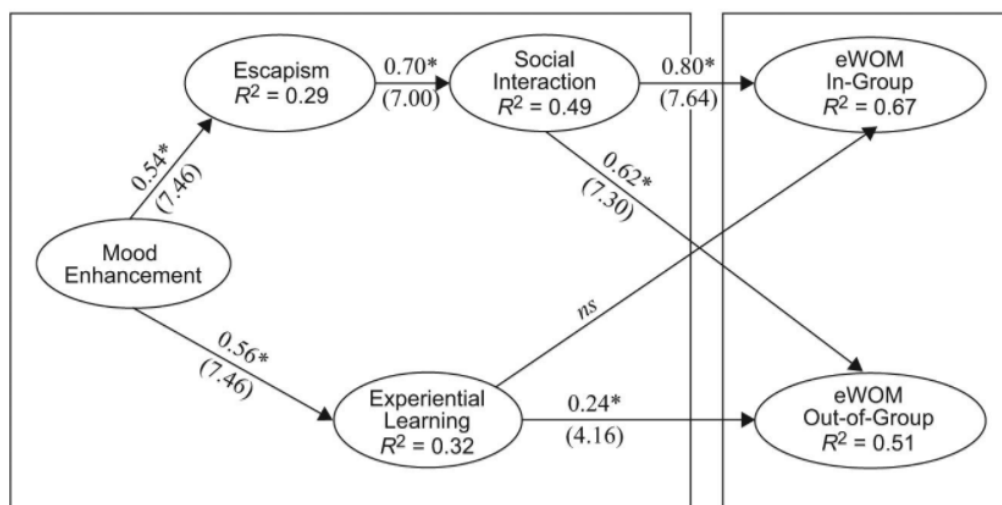 Escapism
R² = 0.29
0.70*
(7.00)
Social
Interaction
R² = 0.49
0.80*
(7.64)
eWOM
In-Group
R² = 0.67
0.54*
(7.46)
0.62*
(7.30)
Mood
Enhancement
ns
0.56*
(7.46)
Experiential
Learning
R² = 0.32
0.24*
(4.16)
eWOM
Out-of-Group
R² = 0.51